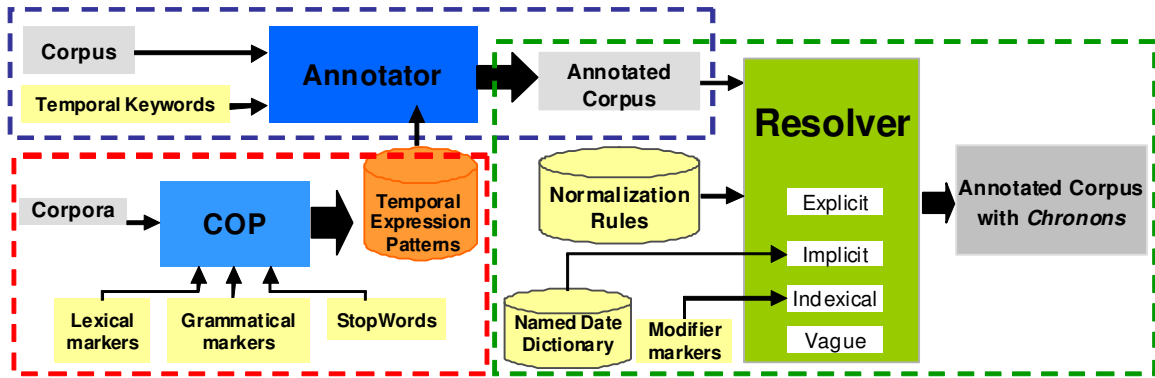 Corpus
Temporal Keywords
Annotator
Annotated
Corpus
Corpora
COP
Temporal
Expression
Patterns
Lexical
markers
Grammatical
markers
StopWords
Normalization
Rules
Named Date
Dictionary
Modifier
markers
Resolver
Explicit
Implicit
Indexical
Vague
Annotated Corpus
with Chronons